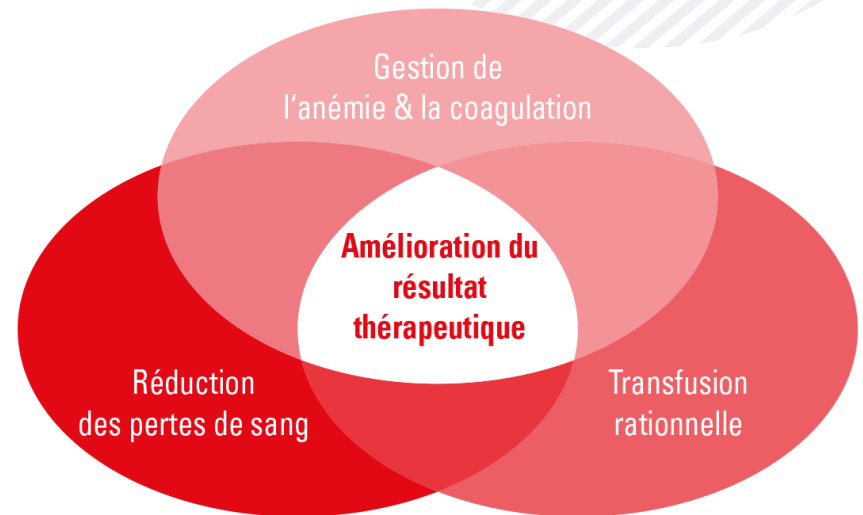 Gestion de
l‘anémie & la coagulation
Amélioration du
résultat
thérapeutique
Réduction
des pertes de sang
Transfusion
rationnelle